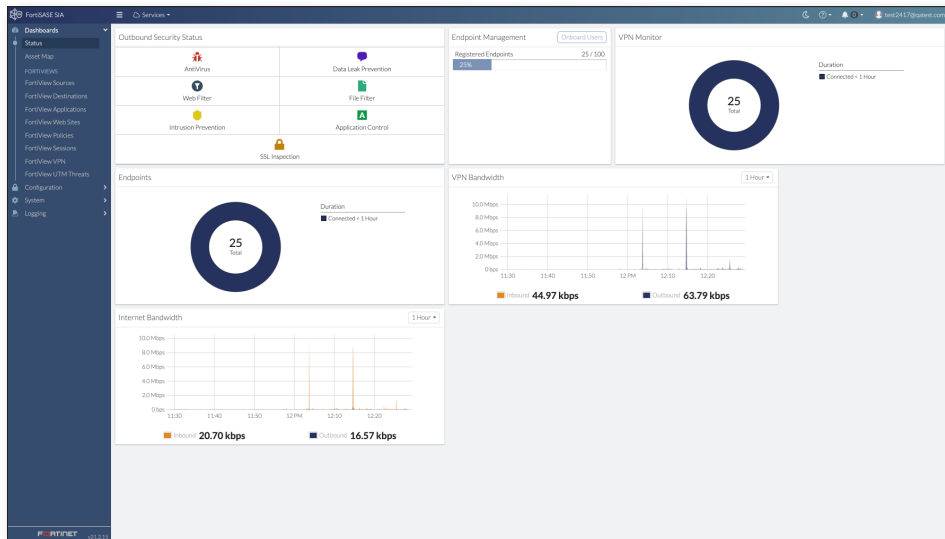 FortiSASE SIA
Services
0
test2417@qatest.com
Dashboards
Status
Asset Map
FORTIVIEWS
FortiView Sources
FortiView Destinations
FortiView Applications
FortiView Web Sites
FortiView Policies
FortiView Sessions
FortiView VPN
FortiView UTM Threats
Configuration
System
Logging
FORTINET
v21.2.15
Outbound Security Status
AntiVirus
Data Leak Prevention
Web Filter
File Filter
Intrusion Prevention
A
Application Control
SSL Inspection
Endpoint Management
Onboard Users
Registered Endpoints 25 / 100
25%
VPN Monitor
25
Total
Duration
Connected < 1 Hour
Endpoints
25
Total
Duration
Connected < 1 Hour
VPN Bandwidth
1 Hour
10.0 Mbps
8.0 Mbps
6.0 Mbps
4.0 Mbps
2.0 Mbps
0 bps
11:30 11:40 11:50 12 PM 12:10 12:20
Inbound 44.97 kbps Outbound 63.79 kbps
Internet Bandwidth
1 Hour
10.0 Mbps
8.0 Mbps
6.0 Mbps
4.0 Mbps
2.0 Mbps
0 bps
11:30 11:40 11:50 12 PM 12:10 12:20
Inbound 20.70 kbps Outbound 16.57 kbps